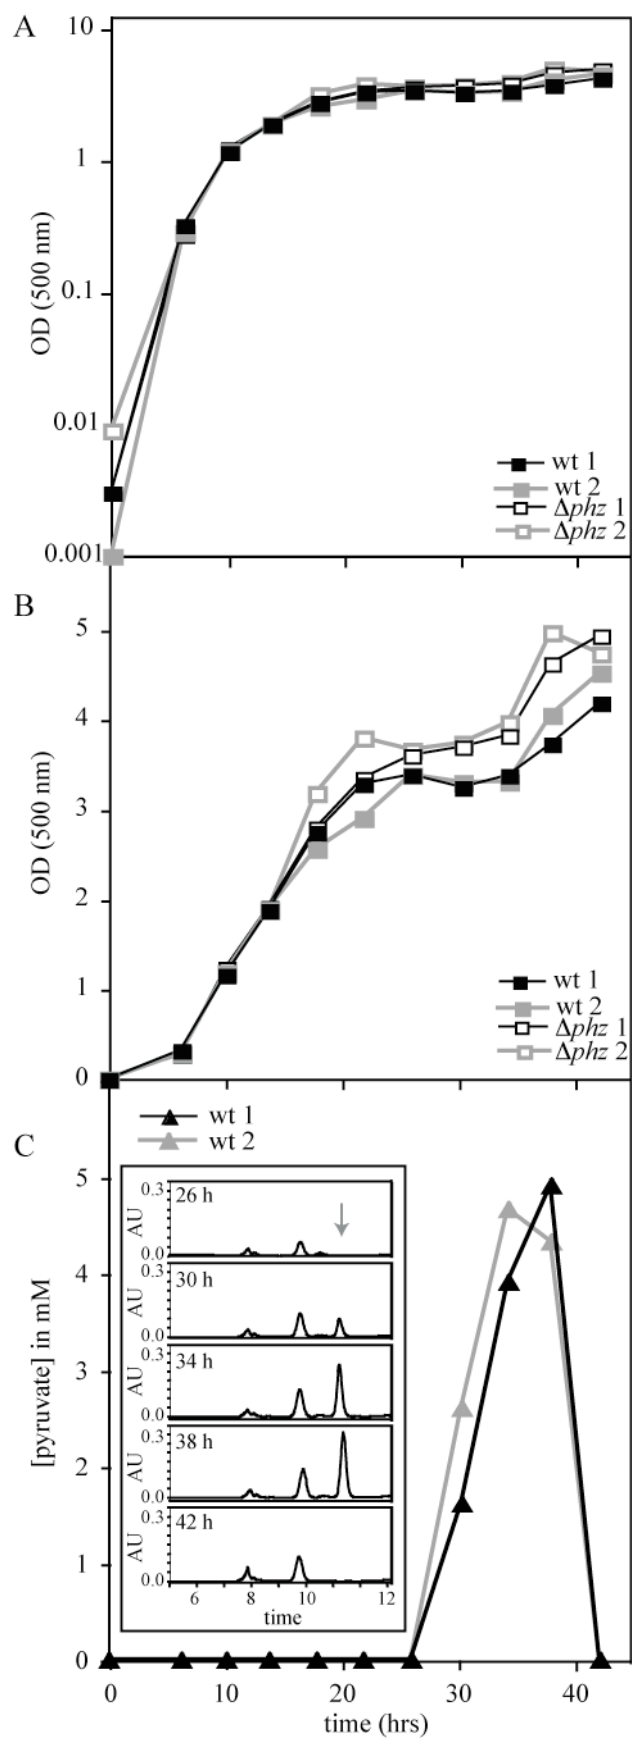 A
10
1
0.1
0.01
0.001
OD (500 nm)
wt 1
wt 2
Δphz 1
Δphz 2
B
5
4
3
2
1
0
OD (500 nm)
wt 1
wt 2
Δphz 1
Δphz 2
C
wt 1
wt 2
5
4
3
2
1
0
[pyruvate] in mM
0.3
AU
0.0
26 h
0.3
AU
0.0
30 h
0.3
AU
0.0
34 h
0.3
AU
0.0
38 h
0.3
AU
0.0
42 h
6 8 10 12
time
0 10 20 30 40
time (hrs)